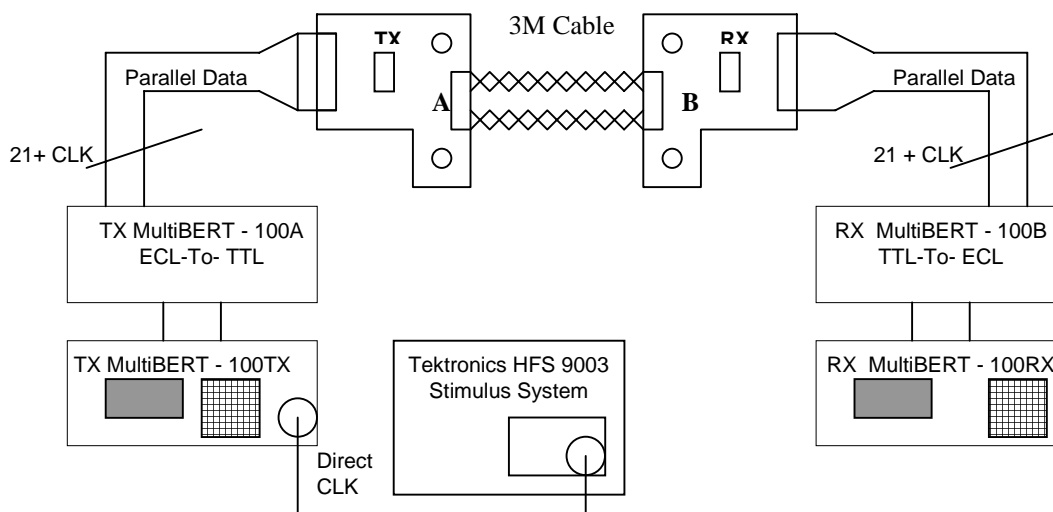 3M Cable
TX
RX
Parallel Data
Parallel Data
A
B
21+ CLK
21 + CLK
TX MultiBERT - 100A
ECL-To- TTL
RX MultiBERT - 100B
TTL-To- ECL
TX MultiBERT - 100TX
Tektronics HFS 9003
Stimulus System
RX MultiBERT - 100RX
Direct
CLK